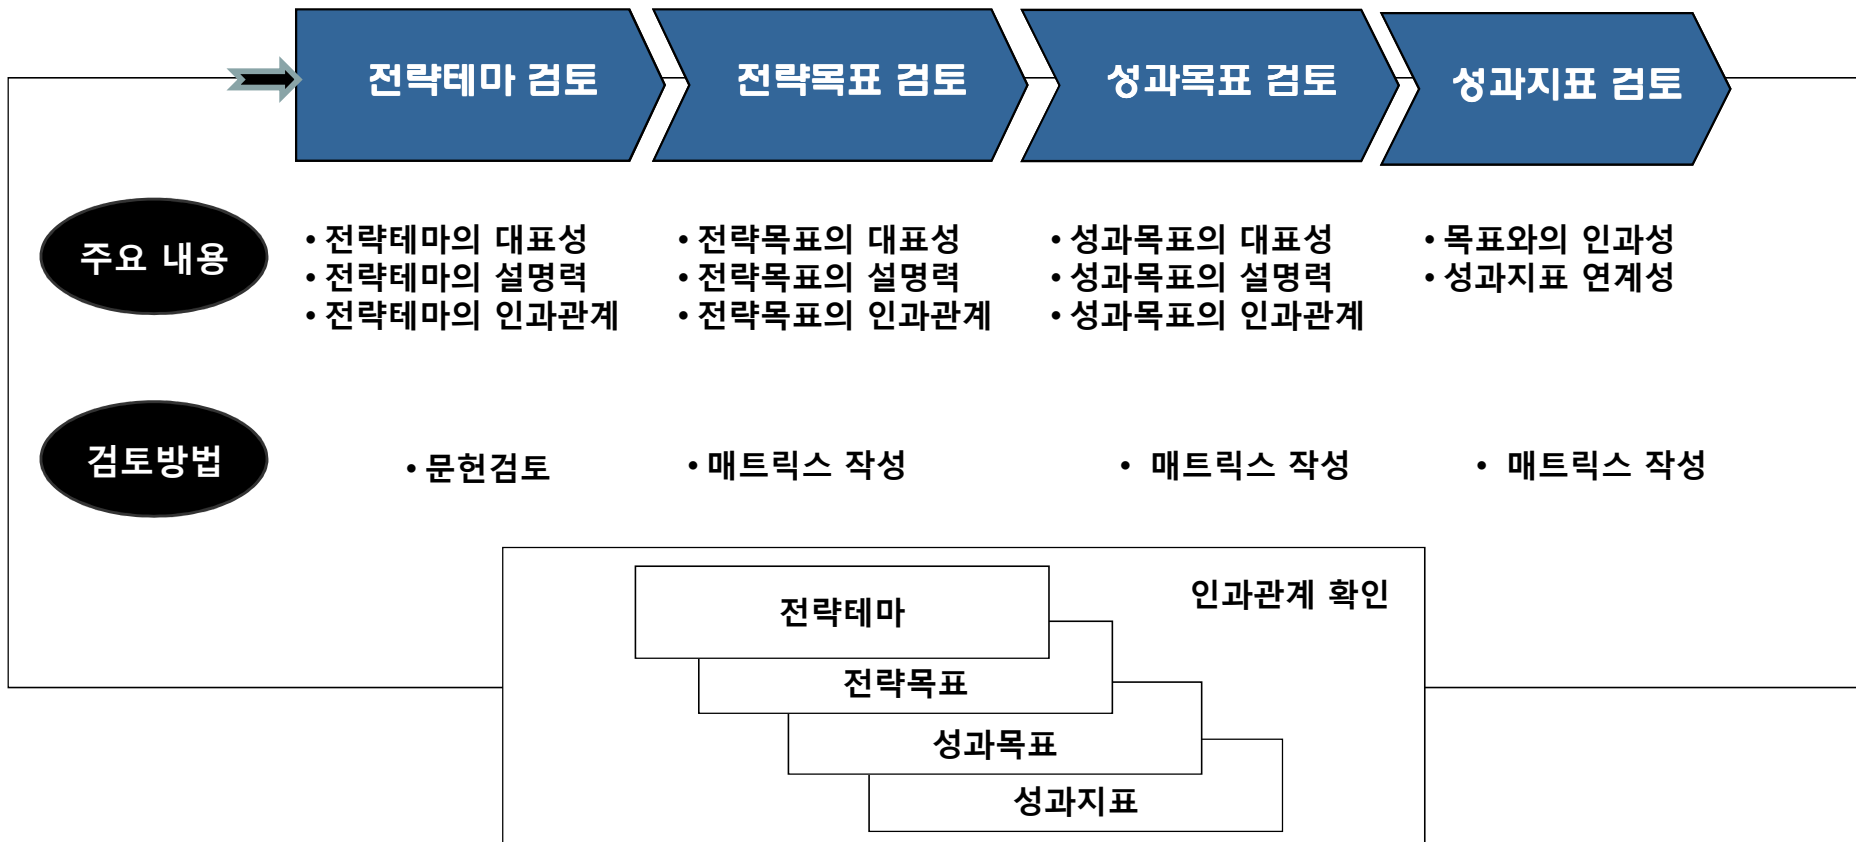 전략테마 검토
전략목표 검토
성과목표 검토
성과지표 검토
주요 내용
• 전략테마의 대표성
• 전략테마의 설명력
• 전략테마의 인과관계
• 전략목표의 대표성
• 전략목표의 설명력
• 전략목표의 인과관계
• 성과목표의 대표성
• 성과목표의 설명력
• 성과목표의 인과관계
• 목표와의 인과성
• 성과지표 연계성
검토방법
• 문헌검토
• 매트릭스 작성
• 매트릭스 작성
• 매트릭스 작성
인과관계 확인
전략테마
전략목표
성과목표
성과지표